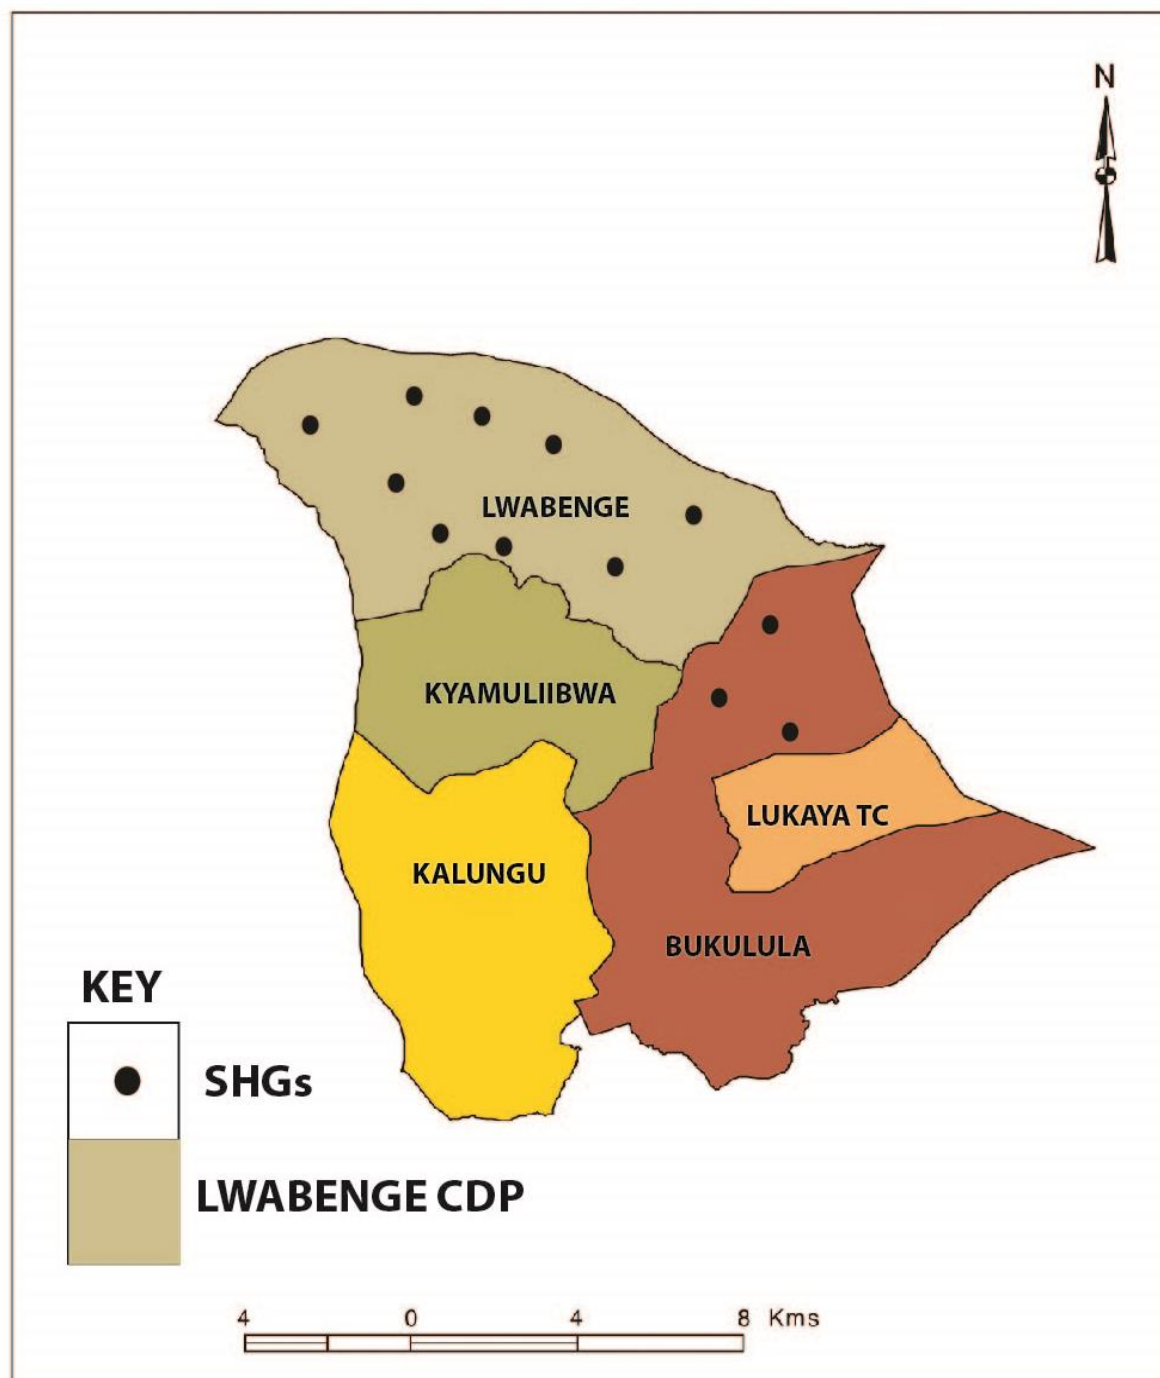 N
LWABENGE
KYAMULIIBWA
LUKAYA TC
KALUNGU
BUKULULA
KEY
SHGs
LWABENGE CDP
4 0 4 8 Kms